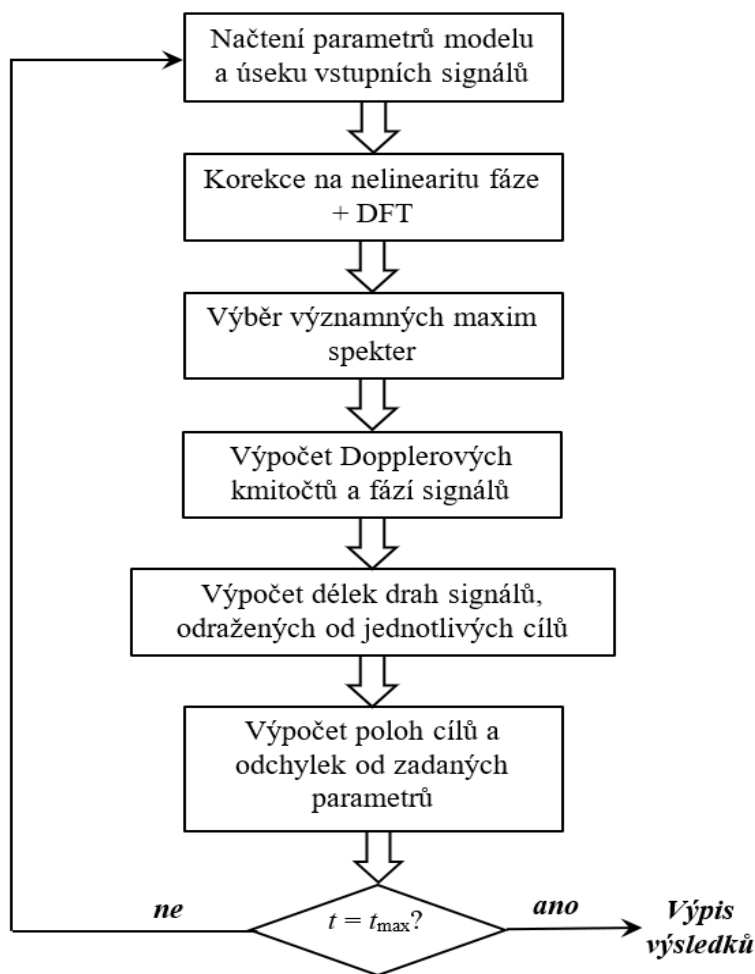 Načtení parametrů modelu
a úseku vstupních signálů
Korekce na nelinearitu fáze
+ DFT
Výběr významných maxim
spekter
Výpočet Dopplerových
kmitočtů a fází signálů
Výpočet délek drah signálů,
odražených od jednotlivých cílů
Výpočet poloh cílů a
odchylek od zadaných
parametrů
ne
t = tmax?
ano
Výpis
výsledků